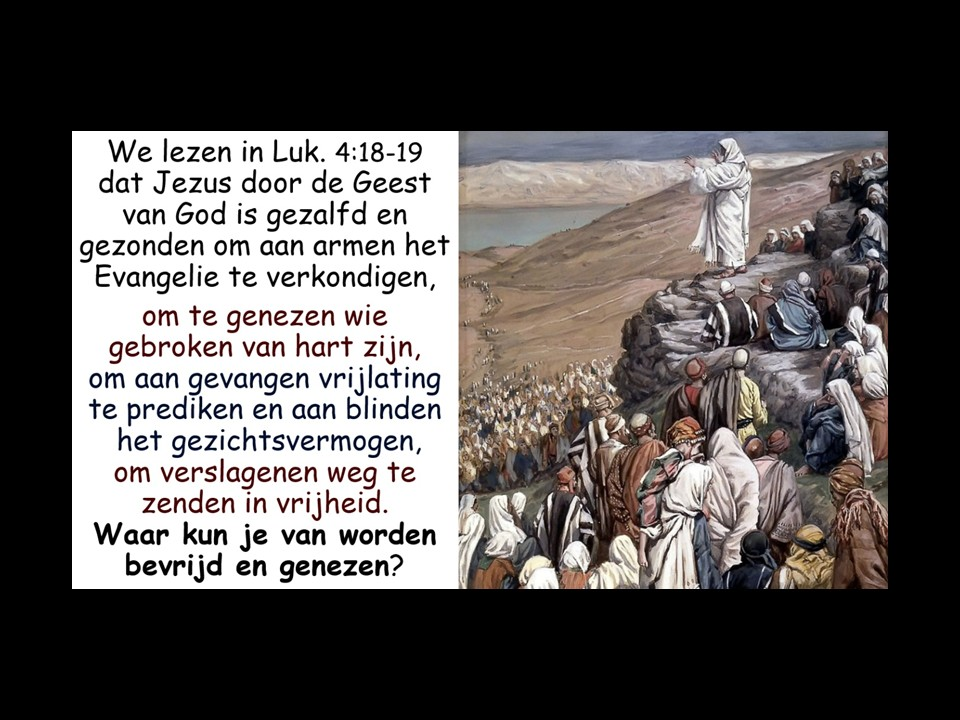 We lezen in Luk. 4:18-19
dat Jezus door de Geest
van God is gezalfd en
gezonden om aan armen het
Evangelie te verkondigen,
om te genezen wie
gebroken van hart zijn,
om aan gevangen vrijlating
te prediken en aan blinden
het gezichtsvermogen,
om verslagenen weg te
zenden in vrijheid.
Waar kun je van worden
bevrijd en genezen?